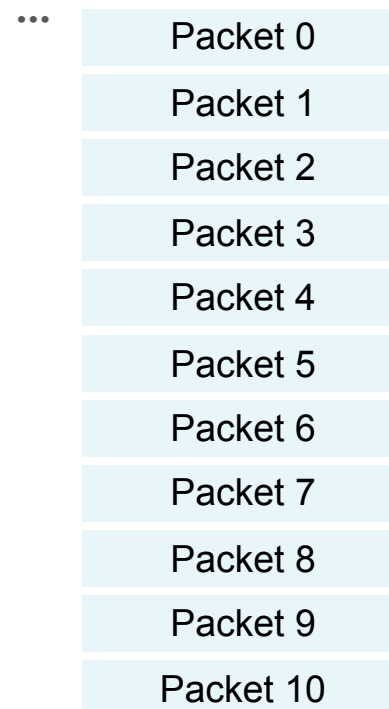 ...
Packet 0
Packet 1
Packet 2
Packet 3
Packet 4
Packet 5
Packet 6
Packet 7
Packet 8
Packet 9
Packet 10